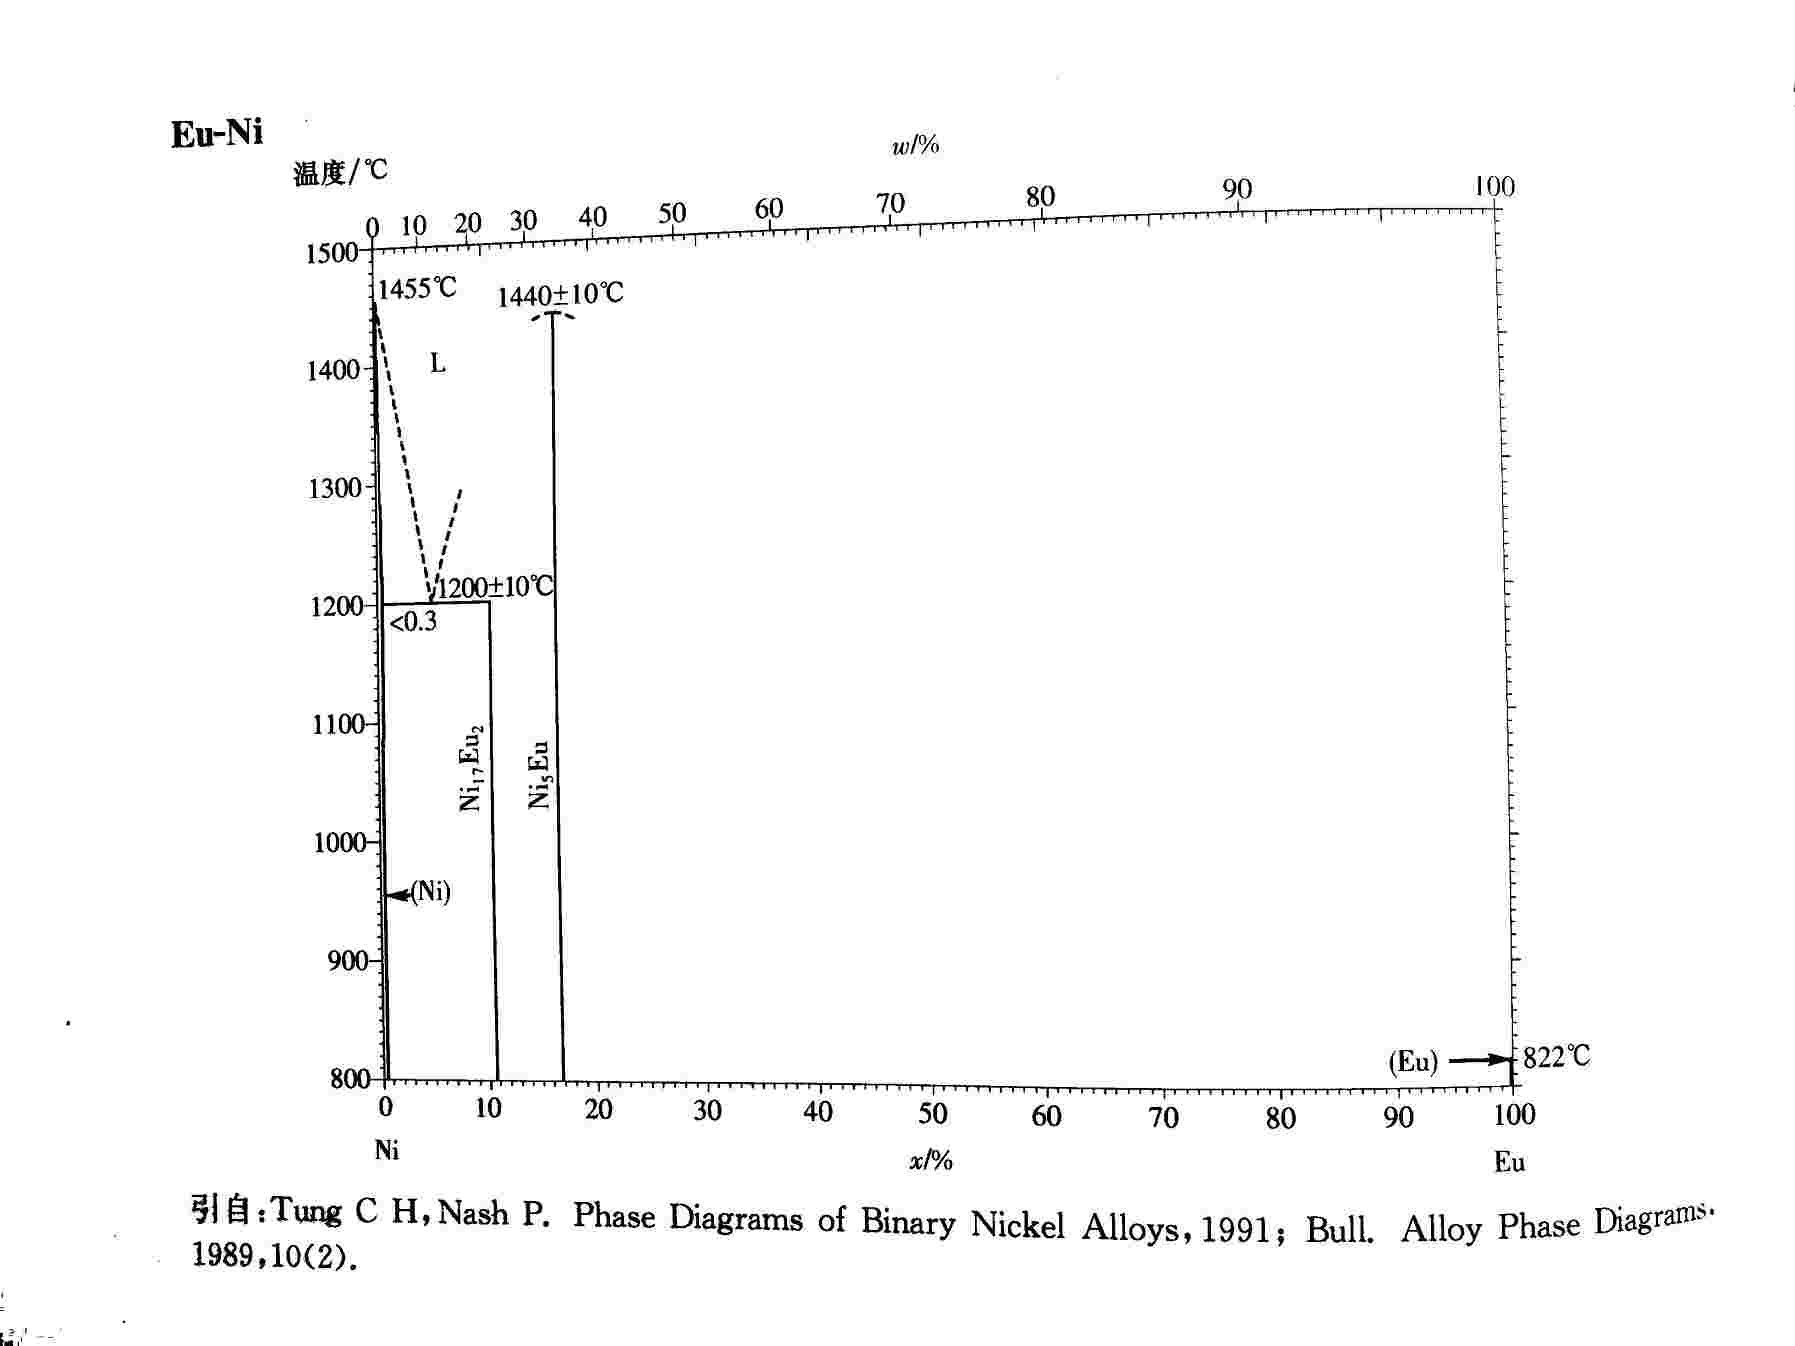 Eu-Ni
w/%
温度/℃
0 10 20 30 40 50 60 70 80 90 100
1500
1455℃
1440±10℃
1400
L
1300
1200±10℃
1200
<0.3
1100
Ni₁₇Eu₂
Ni₅Eu
1000
(Ni)
900
(Eu)
822℃
800
0 10 20 30 40 50 60 70 80 90 100
Ni
x/%
Eu
引自:Tung C H,Nash P. Phase Diagrams of Binary Nickel Alloys,1991; Bull. Alloy Phase Diagrams.
1989,10(2).